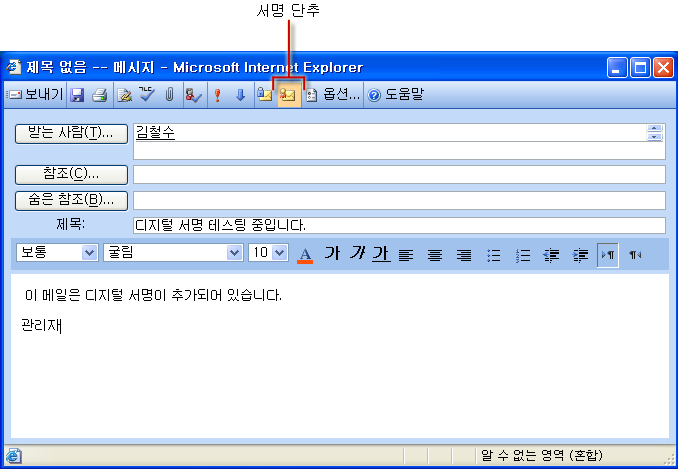 서명 단추
제목 없음 -- 메시지 - Microsoft Internet Explorer
보내기 옵션... 도움말
받는 사람(T)... 김철수
참조(C)...
숨은 참조(B)...
제목: 디지털 서명 테스팅 중입니다.
보통 굴림 10 A 가 가 가
이 메일은 디지털 서명이 추가되어 있습니다.
관리재
알 수 없는 영역 (혼합)